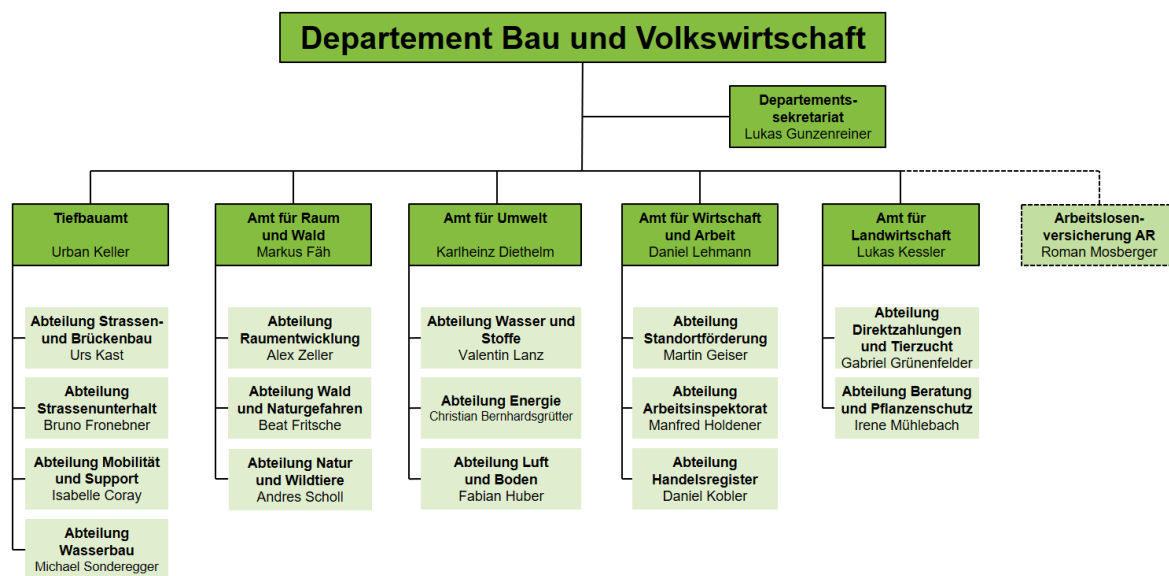 Departement Bau und Volkswirtschaft
Departements-
sekretariat
Lukas Gunzenreiner
Tiefbauamt
Urban Keller
Amt für Raum
und Wald
Markus Fäh
Amt für Umwelt
Karlheinz Diethelm
Amt für Wirtschaft
und Arbeit
Daniel Lehmann
Amt für
Landwirtschaft
Lukas Kessler
Arbeitslosen-
versicherung AR
Roman Mosberger
Abteilung Strassen-
und Brückenbau
Urs Kast
Abteilung
Strassenunterhalt
Bruno Fronebner
Abteilung Mobilität
und Support
Isabelle Coray
Abteilung
Wasserbau
Michael Sonderegger
Abteilung
Raumentwicklung
Alex Zeller
Abteilung Wald
und Naturgefahren
Beat Fritsche
Abteilung Natur
und Wildtiere
Andres Scholl
Abteilung Wasser und
Stoffe
Valentin Lanz
Abteilung Energie
Christian Bernhardsgrütter
Abteilung Luft
und Boden
Fabian Huber
Abteilung
Standortförderung
Martin Geiser
Abteilung
Arbeitsinspektorat
Manfred Holdener
Abteilung
Handelsregister
Daniel Kobler
Abteilung
Direktzahlungen
und Tierzucht
Gabriel Grünenfelder
Abteilung Beratung
und Pflanzenschutz
Irene Mühlebach